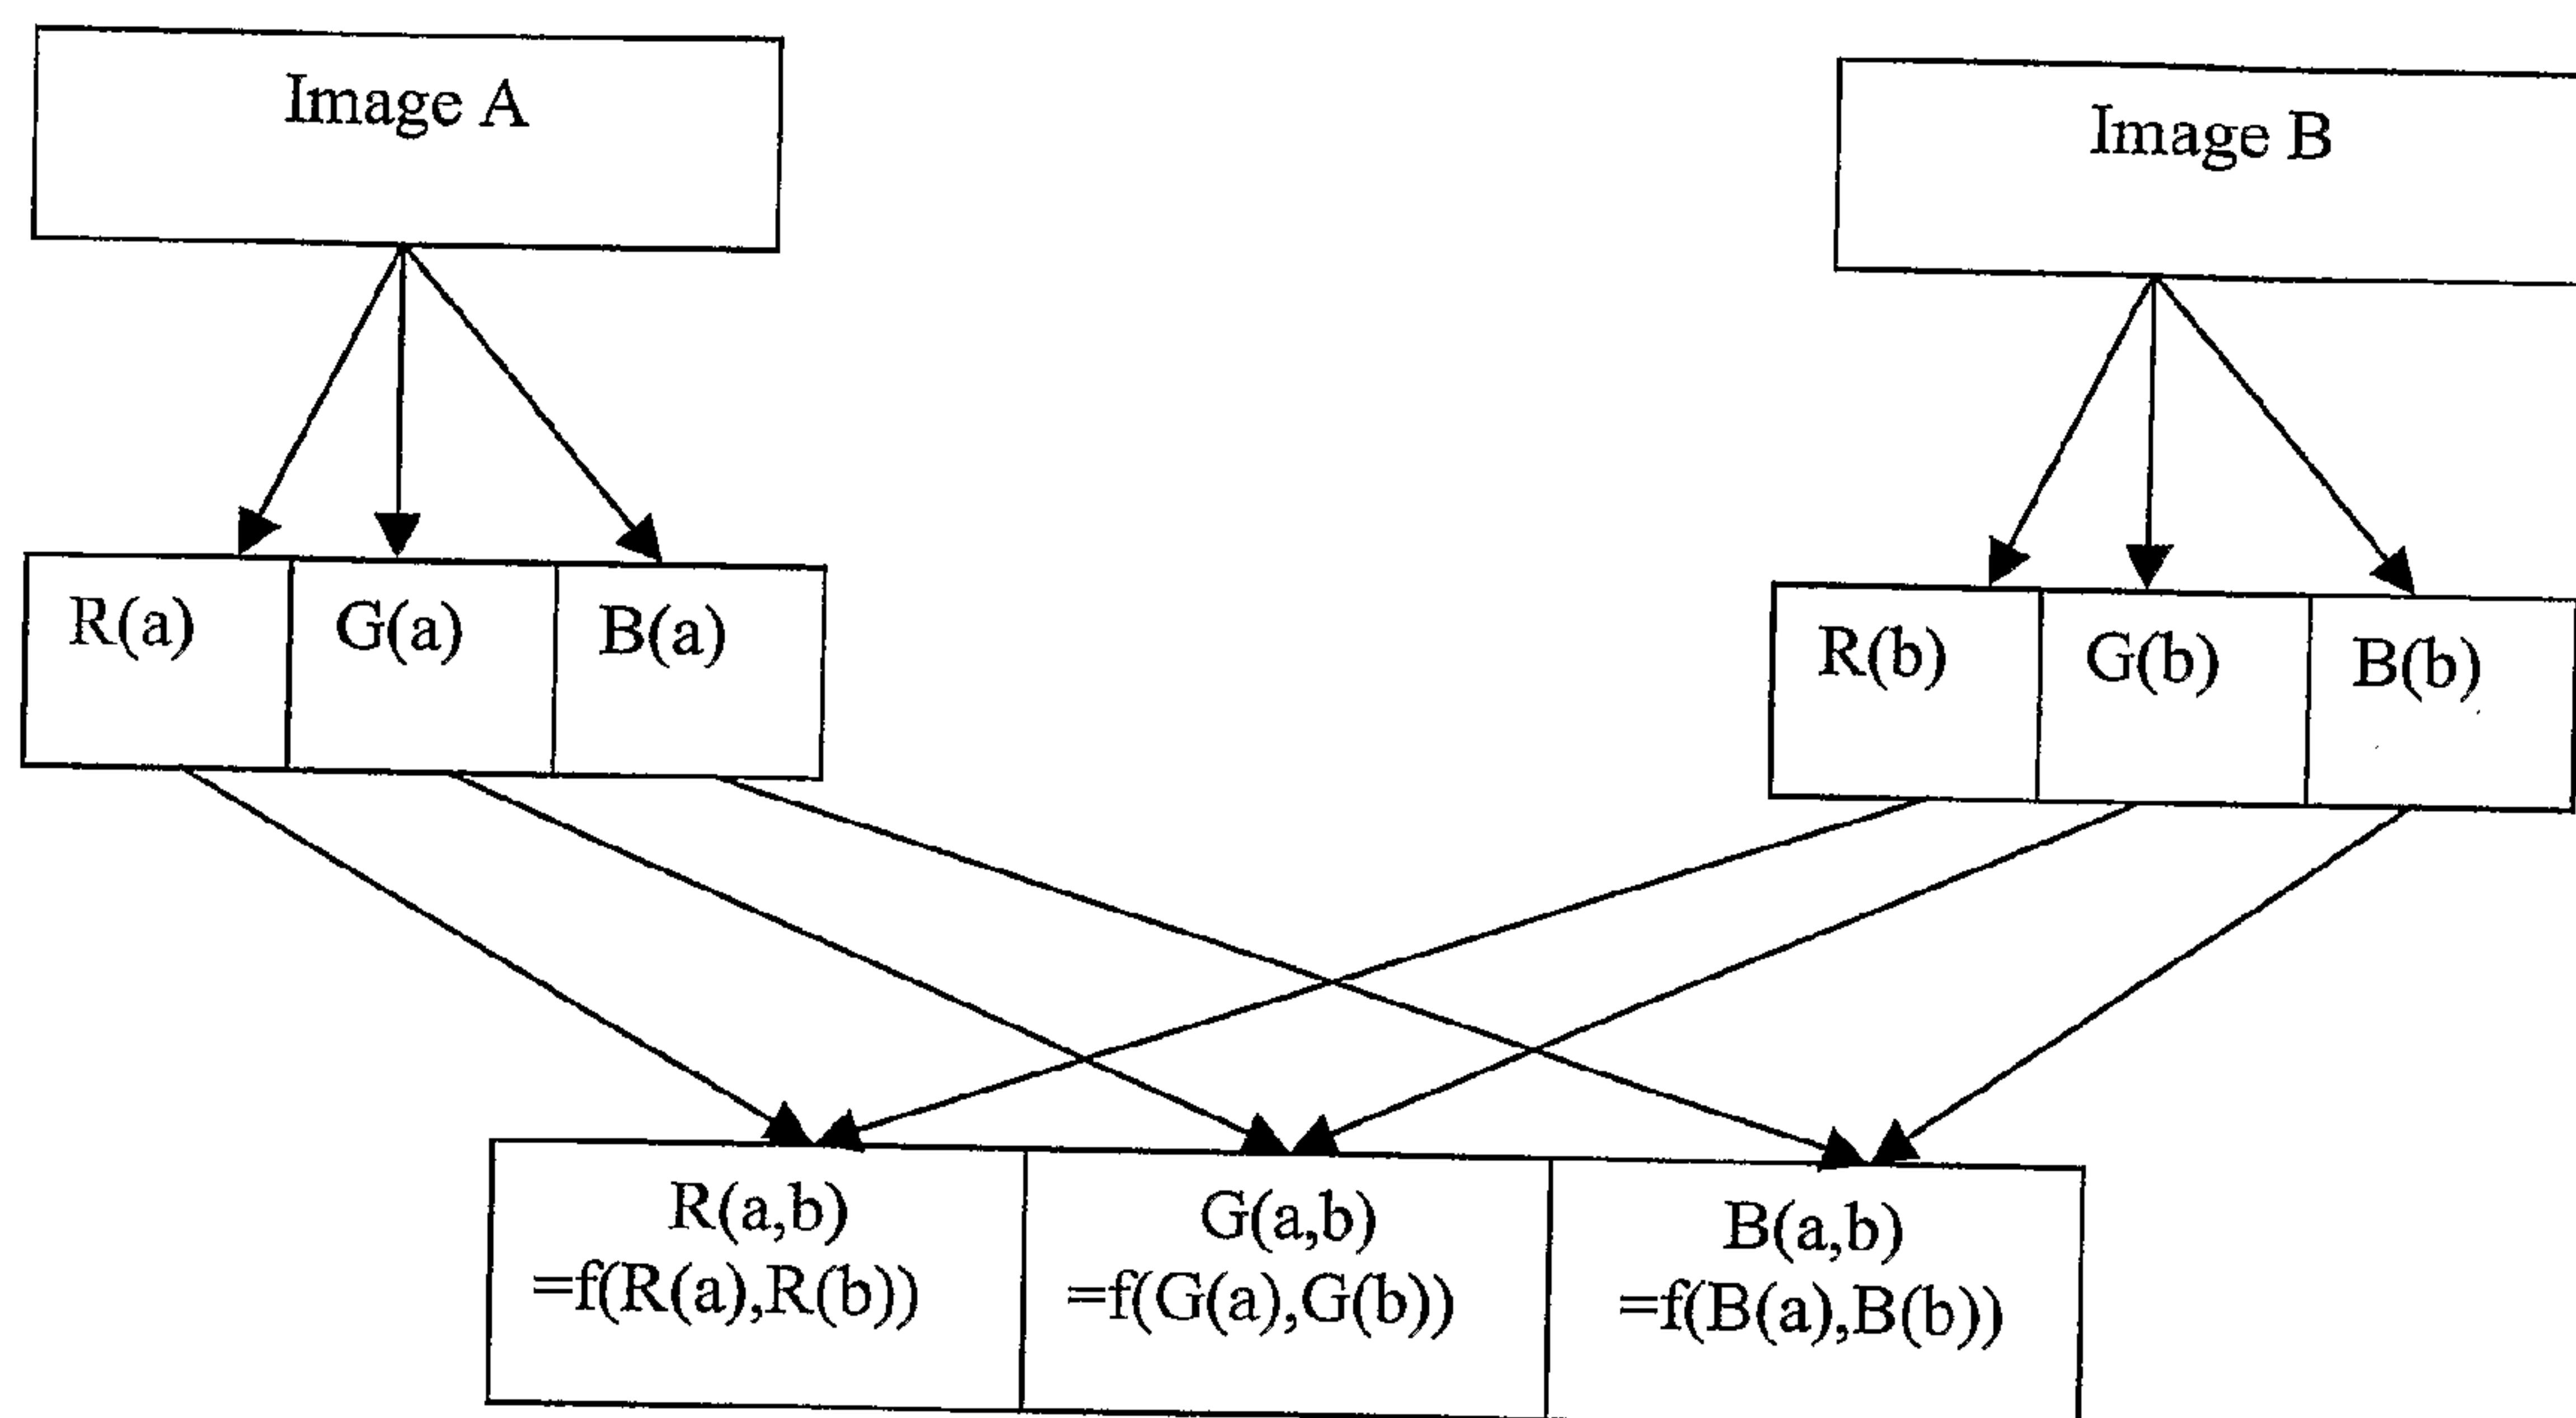 Image A
Image B
R(a)
G(a)
B(a)
R(b)
G(b)
B(b)
R(a,b)
=f(R(a),R(b))
G(a,b)
=f(G(a),G(b))
B(a,b)
=f(B(a),B(b))